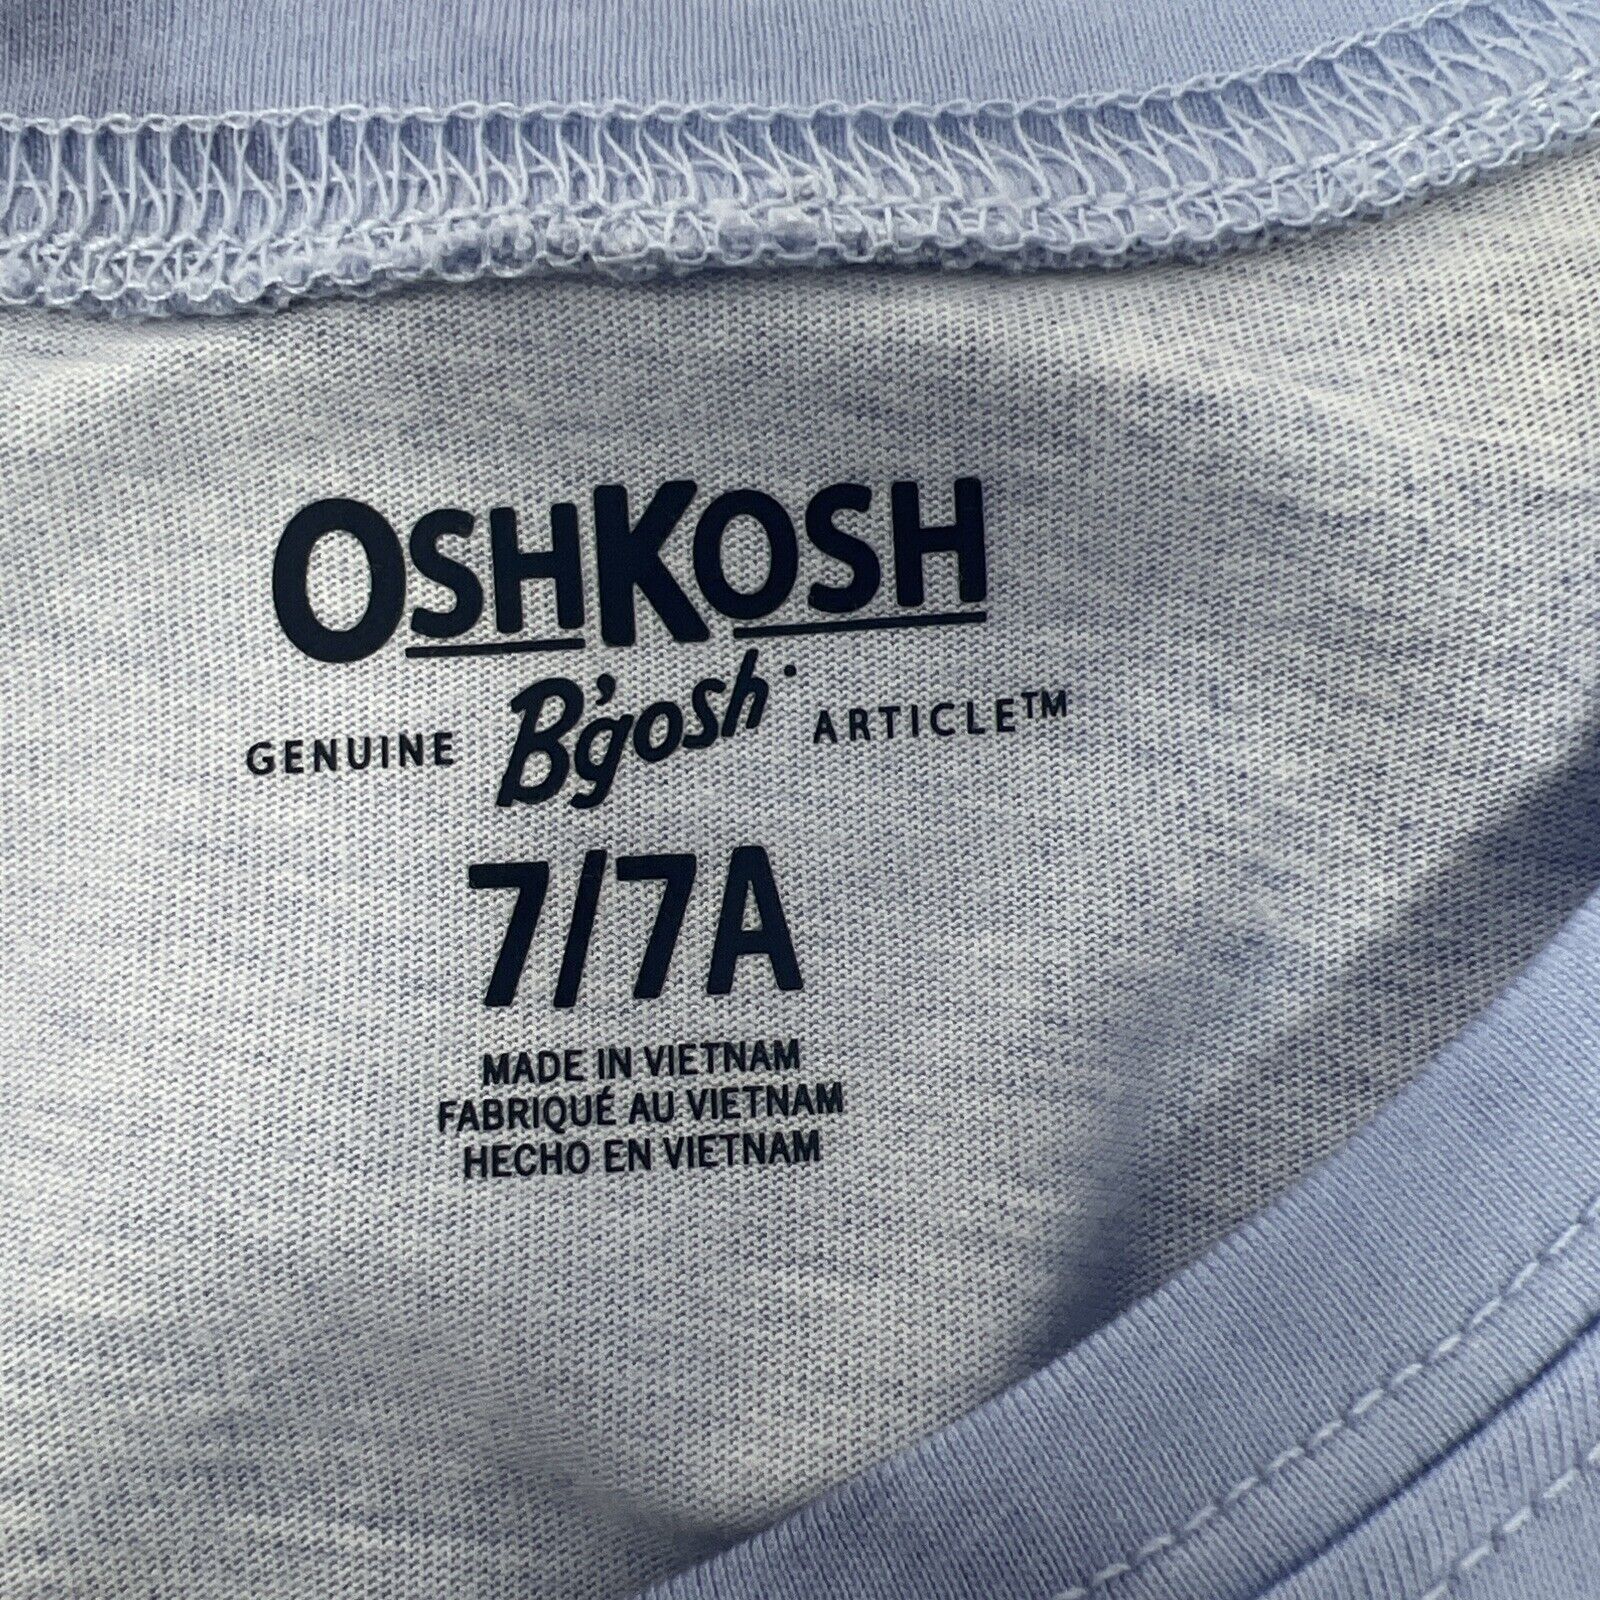 OSHKOSH
GENUINE B'gosh ARTICLE™
7/7A
MADE IN VIETNAM
FABRIQUÉ AU VIETNAM
HECHO EN VIETNAM